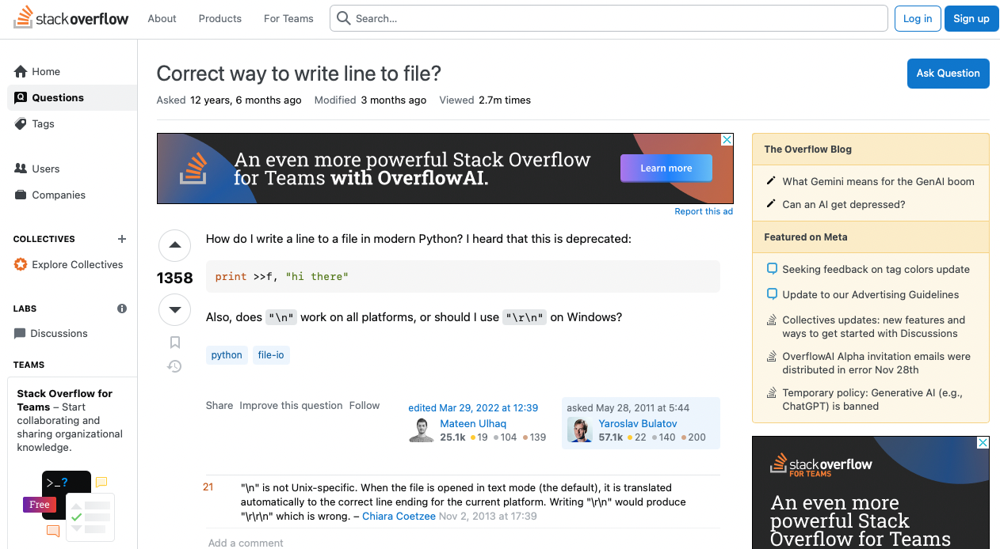 stack overflow
About
Products
For Teams
Search...
Log in
Sign up
Home
Questions
Tags
Users
Companies
COLLECTIVES
Explore Collectives
LABS
Discussions
TEAMS
Stack Overflow for
Teams – Start
collaborating and
sharing organizational
knowledge.
>_?
Free
Correct way to write line to file?
Ask Question
Asked 12 years, 6 months ago Modified 3 months ago Viewed 2.7m times
An even more powerful Stack Overflow
for Teams with OverflowAI.
Learn more
Report this ad
1358
How do I write a line to a file in modern Python? I heard that this is deprecated:
print >>f, "hi there"
Also, does "\n" work on all platforms, or should I use "\r\n" on Windows?
python file-io
Share Improve this question Follow
edited Mar 29, 2022 at 12:39
Mateen Ulhaq
25.1k 19 104 139
asked May 28, 2011 at 5:44
Yaroslav Bulatov
57.1k 22 140 200
21
"\n" is not Unix-specific. When the file is opened in text mode (the default), it is translated
automatically to the correct line ending for the current platform. Writing "\r\n" would produce
"\r\r\n" which is wrong. – Chiara Coetzee Nov 2, 2013 at 17:39
Add a comment
The Overflow Blog
What Gemini means for the GenAI boom
Can an AI get depressed?
Featured on Meta
Seeking feedback on tag colors update
Update to our Advertising Guidelines
Collectives updates: new features and
ways to get started with Discussions
OverflowAI Alpha invitation emails were
distributed in error Nov 28th
Temporary policy: Generative AI (e.g.,
ChatGPT) is banned
stackoverflow
FOR TEAMS
An even more
powerful Stack
Overflow for Teams